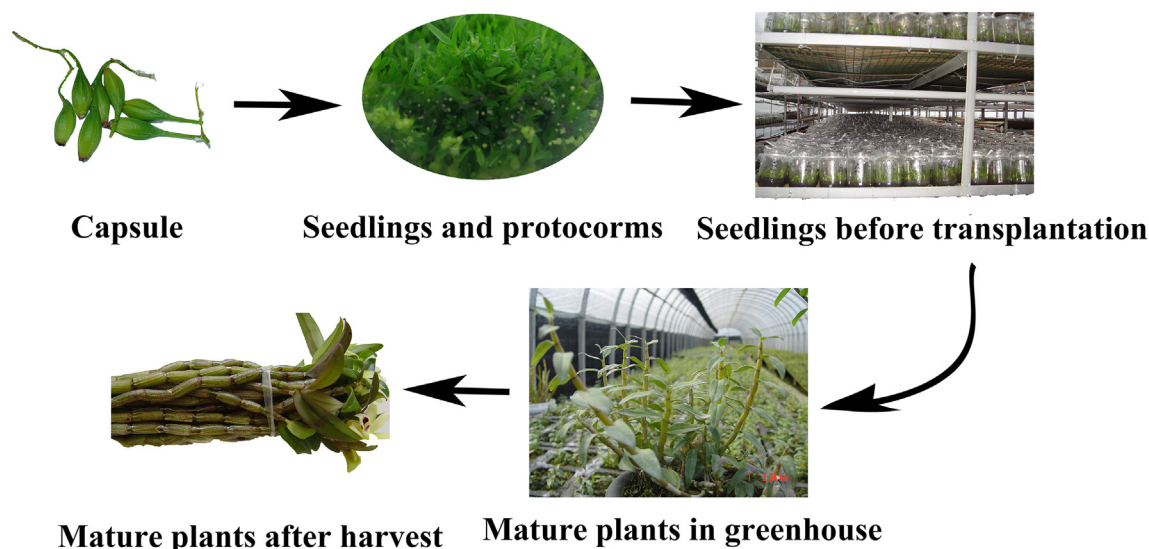 Capsule
Seedlings and protocorms
Seedlings before transplantation
Mature plants after harvest
Mature plants in greenhouse